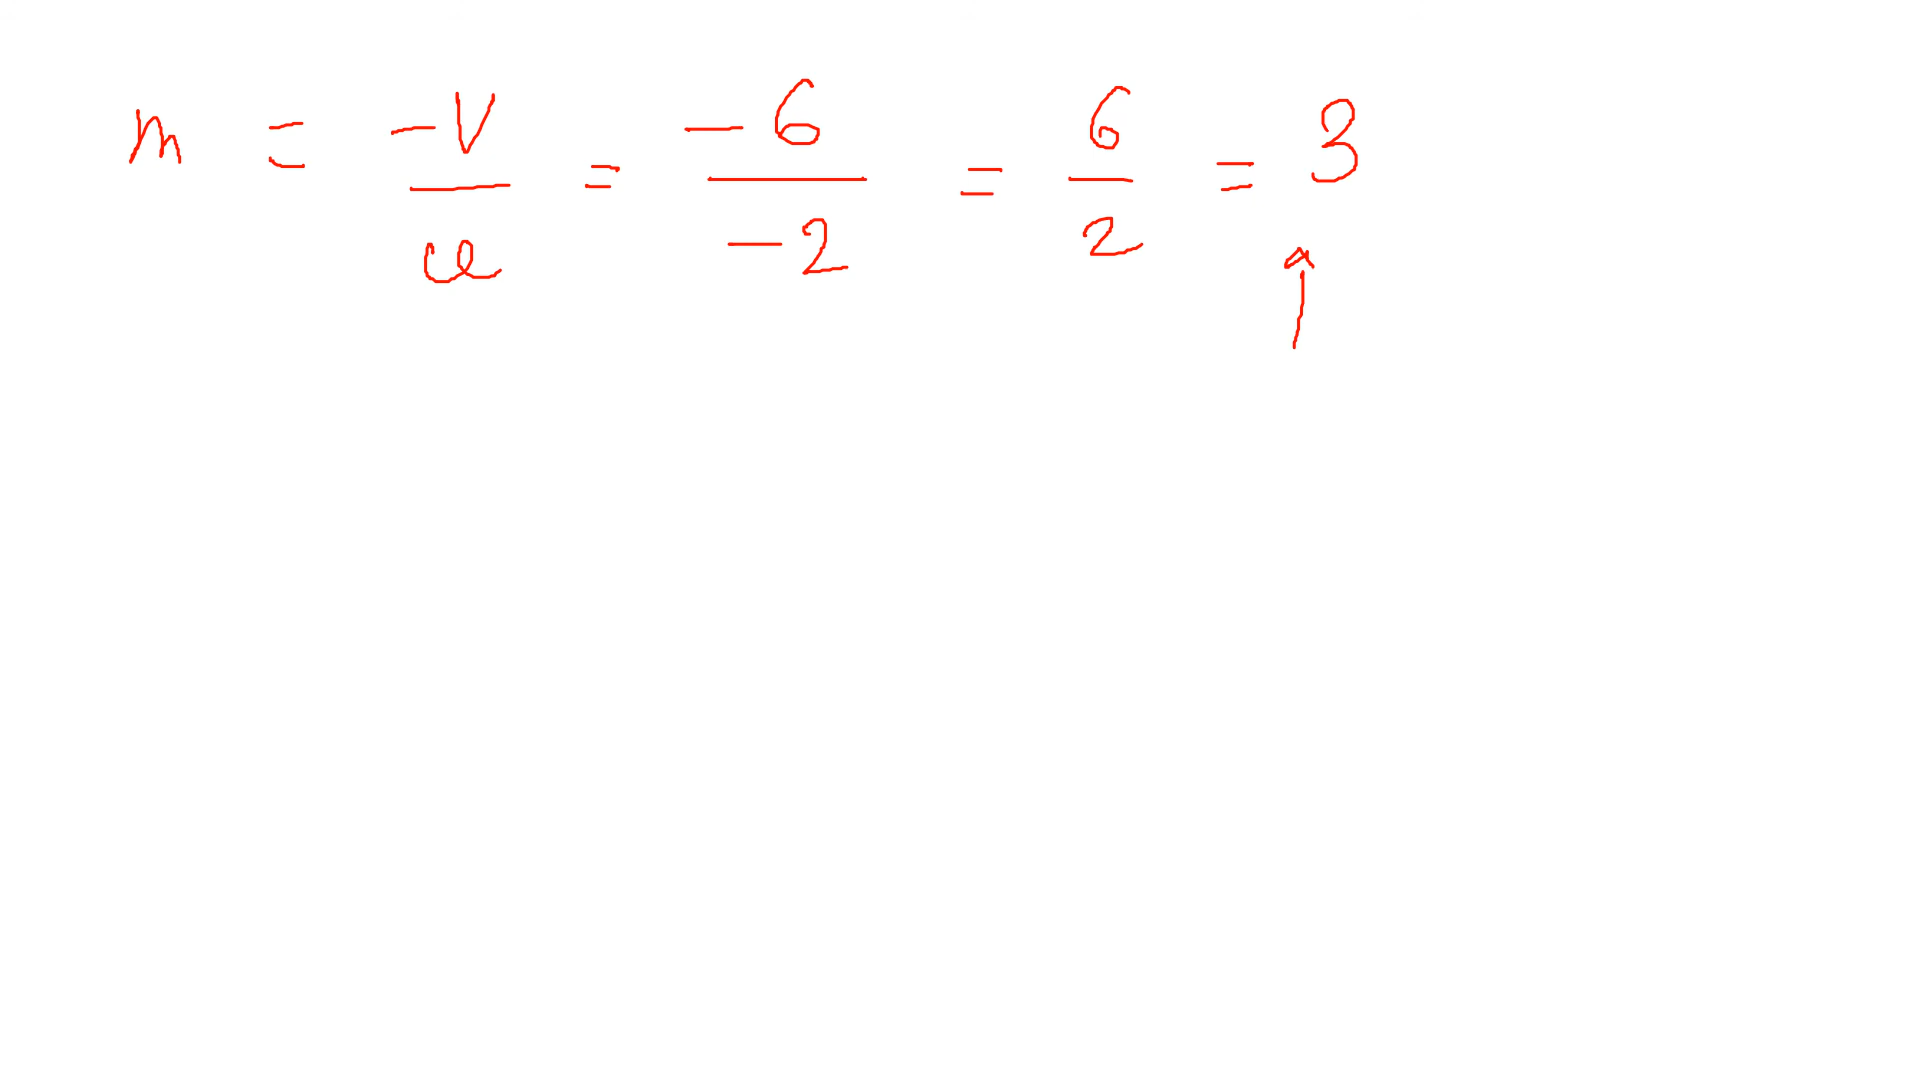 m = -V/u = -6/-2 = 6/2 = 3
↑